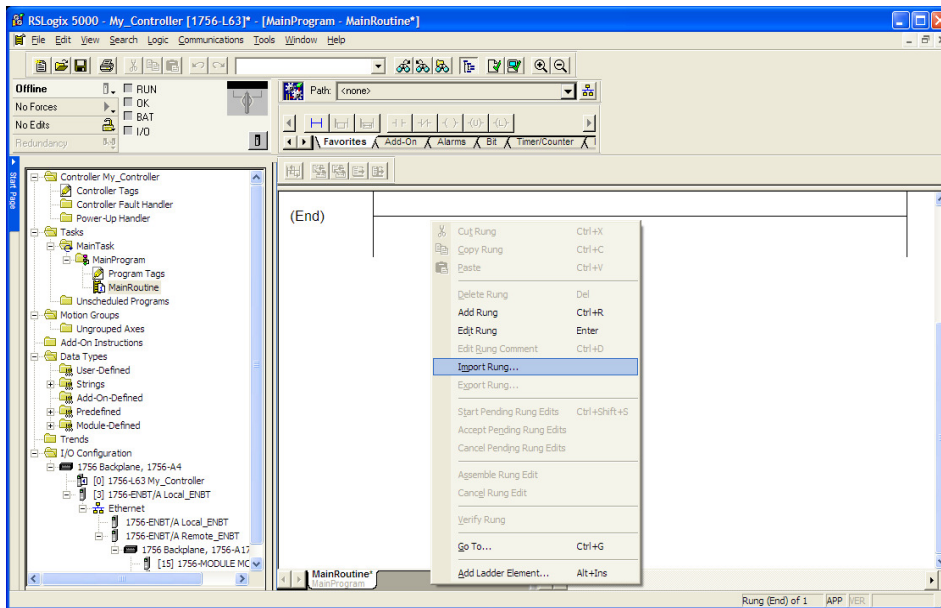 RSLogix 5000 - My_Controller [1756-L63]* - [MainProgram - MainRoutine*]
File Edit View Search Logic Communications Tools Window Help
Offline
RUN
No Forces
OK
No Edits
BAT
Redundancy
I/O
Path: <none>
Favorites Add-On Alarms Bit Timer/Counter
Start Page
Controller My_Controller
Controller Tags
Controller Fault Handler
Power-Up Handler
Tasks
MainTask
MainProgram
Program Tags
MainRoutine
Unscheduled Programs
Motion Groups
Ungrouped Axes
Add-On Instructions
Data Types
User-Defined
Strings
Add-On-Defined
Predefined
Module-Defined
Trends
I/O Configuration
1756 Backplane, 1756-A4
[0] 1756-L63 My_Controller
[3] 1756-ENBT/A Local_ENBT
Ethernet
1756-ENBT/A Local_ENBT
1756-ENBT/A Remote_ENBT
1756 Backplane, 1756-A17
[15] 1756-MODULE MC
(End)
Cut Rung Ctrl+X
Copy Rung Ctrl+C
Paste Ctrl+V
Delete Rung Del
Add Rung Ctrl+R
Edit Rung Enter
Edit Rung Comment Ctrl+D
Import Rung...
Export Rung...
Start Pending Rung Edits Ctrl+Shift+S
Accept Pending Rung Edits
Cancel Pending Rung Edits
Assemble Rung Edit
Cancel Rung Edit
Verify Rung
Go To... Ctrl+G
Add Ladder Element... Alt+Ins
MainRoutine*
MainProgram
Rung (End) of 1 APP VER